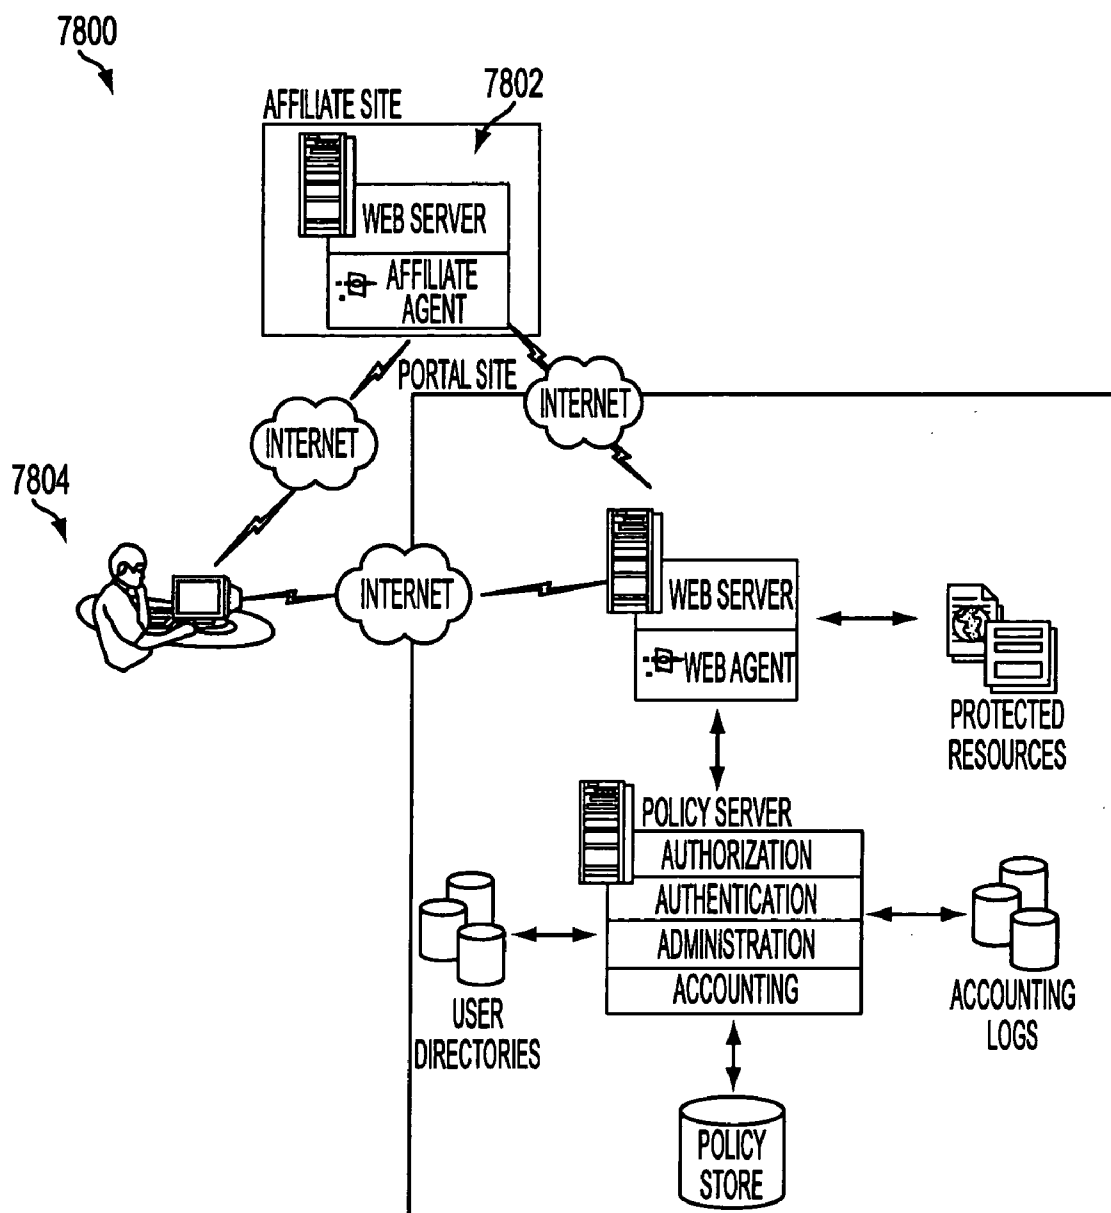 7800
7802
AFFILIATE SITE
WEB SERVER
AFFILIATE
AGENT
PORTAL SITE
INTERNET
INTERNET
7804
INTERNET
WEB SERVER
WEB AGENT
PROTECTED
RESOURCES
POLICY SERVER
AUTHORIZATION
AUTHENTICATION
ADMINISTRATION
ACCOUNTING
USER
DIRECTORIES
ACCOUNTING
LOGS
POLICY
STORE